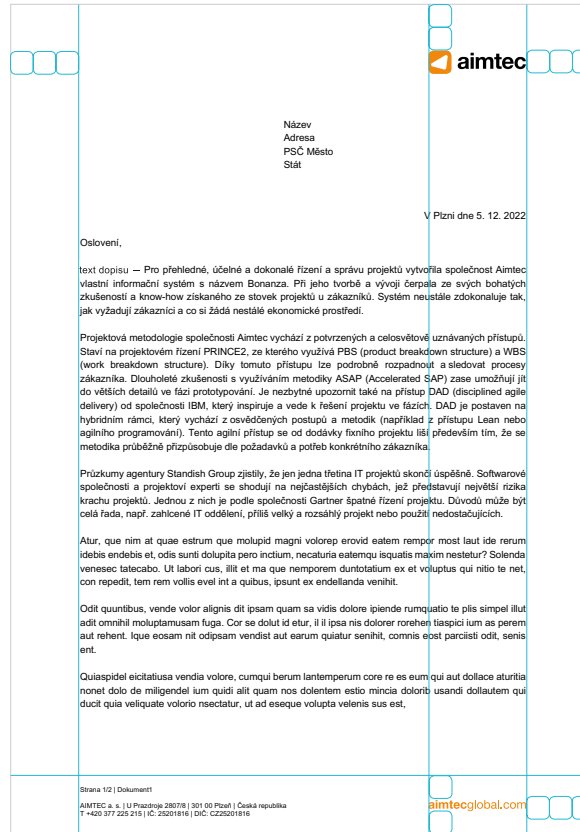 aimtec
Název
Adresa
PSČ Město
Stát
V Plzni dne 5. 12. 2022
Oslovení,
text dopisu — Pro přehledné, účelné a dokonalé řízení a správu projektů vytvořila společnost Aimtec
vlastní informační systém s názvem Bonanza. Při jeho tvorbě a vývoji čerpala ze svých bohatých
zkušeností a know-how získaného ze stovek projektů u zákazníků. Systém neustále zdokonaluje tak,
jak vyžadují zákazníci a co si žádá nestálé ekonomické prostředí.
Projektová metodologie společnosti Aimtec vychází z potvrzených a celosvětově uznávaných přístupů.
Staví na projektovém řízení PRINCE2, ze kterého využívá PBS (product breakdown structure) a WBS
(work breakdown structure). Díky tomuto přístupu lze podrobně rozpadnout a sledovat procesy
zákazníka. Dlouholeté zkušenosti s využíváním metodiky ASAP (Accelerated SAP) zase umožňují jít
do větších detailů ve fázi prototypování. Je nezbytné upozornit také na přístup DAD (disciplined agile
delivery) od společnosti IBM, který inspiruje a vede k řešení projektu ve fázích. DAD je postaven na
hybridním rámci, který vychází z osvědčených postupů a metodik (například z přístupu Lean nebo
agilního programování). Tento agilní přístup se od dodávky fixního projektu liší především tím, že se
metodika průběžně přizpůsobuje dle požadavků a potřeb konkrétního zákazníka.
Průzkumy agentury Standish Group zjistily, že jen jedna třetina IT projektů skončí úspěšně. Softwarové
společnosti a projektoví experti se shodují na nejčastějších chybách, jež představují největší rizika
krachu projektů. Jednou z nich je podle společnosti Gartner špatné řízení projektu. Důvodů může být
celá řada, např. zahlcené IT oddělení, příliš velký a rozsáhlý projekt nebo použití nedostačujících.
Atur, que nim at quae estrum que molupid magni volorep erovid eatem rempor most laut ide rerum
idebis endebis et, odis sunti dolupita pero inctium, necaturia eatemqu isquatis maxim nestetur? Solenda
venesec tatecabo. Ut labori cus, illit et ma que nemporem duntotatium ex et voluptus qui nitio te net,
con repedit, tem rem vollis evel int a quibus, ipsunt ex endellanda venihit.
Odit quuntibus, vende volor alignis dit ipsam quam sa vidis dolore ipiende rumquatio te plis simpel illut
adit omnihil moluptamusam fuga. Cor se dolut id etur, il il ipsa nis dolorer rorehen tiaspici ium as perem
aut rehent. Ique eosam nit odipsam vendist aut earum quiatur senihit, comnis eost parciisti odit, senis
ent.
Quiaspidel eicitatiusa vendia volore, cumqui berum lantemperum core re es eum qui aut dollace aturitia
nonet dolo de miligendel ium quidi alit quam nos dolentem estio mincia dolorib usandi dollautem qui
ducit quia veliquate volorio nsectatur, ut ad eseque volupta velenis sus est,
Strana 1/2 | Dokument1
AIMTEC a. s. | U Prazdroje 2807/8 | 301 00 Plzeň | Česká republika
T +420 377 225 215 | IČ: 25201816 | DIČ: CZ25201816
aimtecglobal.com